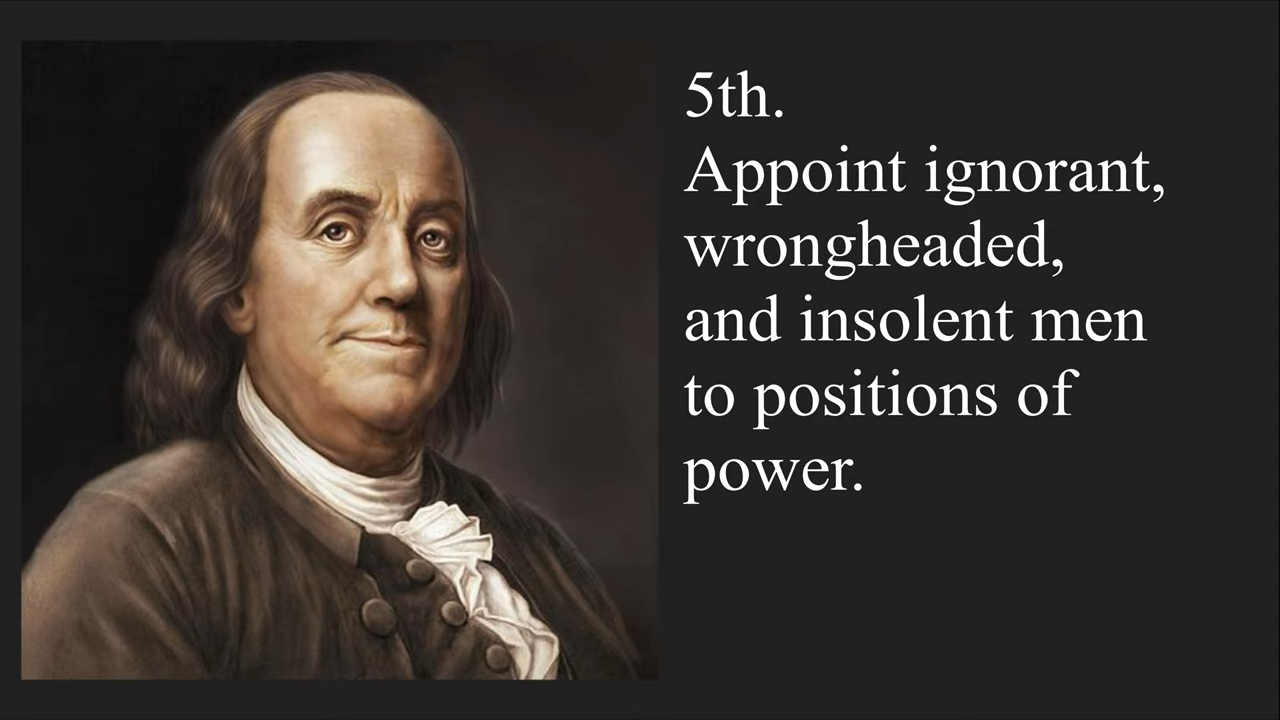 5th.
Appoint ignorant,
wrongheaded,
and insolent men
to positions of
power.